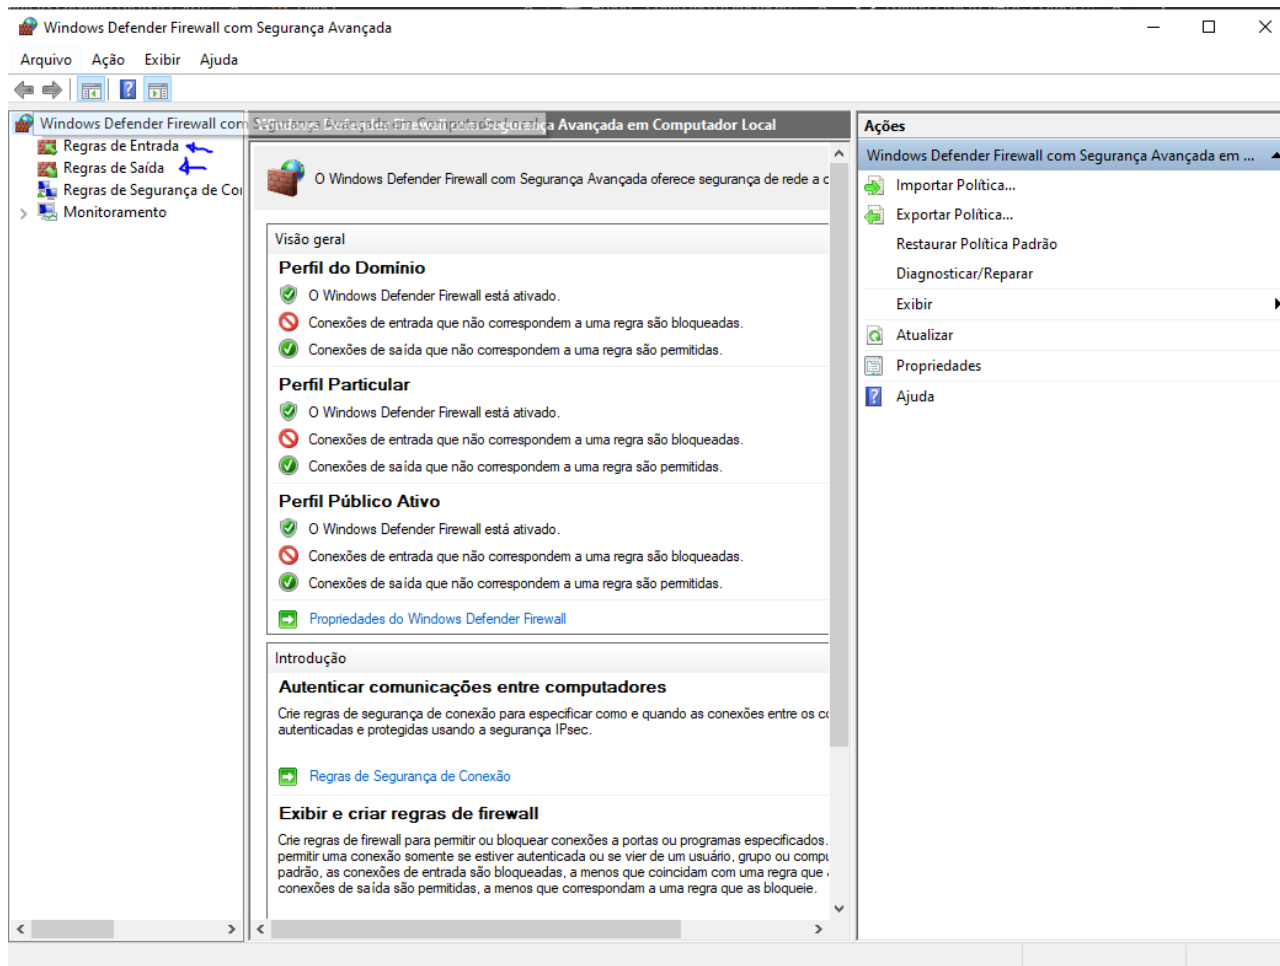 Windows Defender Firewall com Segurança Avançada
Arquivo Ação Exibir Ajuda
Windows Defender Firewall com Segurança Avançada em Computador Local
Regras de Entrada
Regras de Saída
Regras de Segurança de Cor
Monitoramento
Windows Defender Firewall com Segurança Avançada em Computador Local
O Windows Defender Firewall com Segurança Avançada oferece segurança de rede a c
Visão geral
Perfil do Domínio
O Windows Defender Firewall está ativado.
Conexões de entrada que não correspondem a uma regra são bloqueadas.
Conexões de saída que não correspondem a uma regra são permitidas.
Perfil Particular
O Windows Defender Firewall está ativado.
Conexões de entrada que não correspondem a uma regra são bloqueadas.
Conexões de saída que não correspondem a uma regra são permitidas.
Perfil Público Ativo
O Windows Defender Firewall está ativado.
Conexões de entrada que não correspondem a uma regra são bloqueadas.
Conexões de saída que não correspondem a uma regra são permitidas.
Propriedades do Windows Defender Firewall
Introdução
Autenticar comunicações entre computadores
Crie regras de segurança de conexão para especificar como e quando as conexões entre os co
autenticadas e protegidas usando a segurança IPsec.
Regras de Segurança de Conexão
Exibir e criar regras de firewall
Crie regras de firewall para permitir ou bloquear conexões a portas ou programas especificados.
permitir uma conexão somente se estiver autenticada ou se vier de um usuário, grupo ou compu
padrão, as conexões de entrada são bloqueadas, a menos que coincidam com uma regra que
conexões de saída são permitidas, a menos que correspondam a uma regra que as bloqueie.
Ações
Windows Defender Firewall com Segurança Avançada em ...
Importar Política...
Exportar Política...
Restaurar Política Padrão
Diagnosticar/Reparar
Exibir
Atualizar
Propriedades
Ajuda